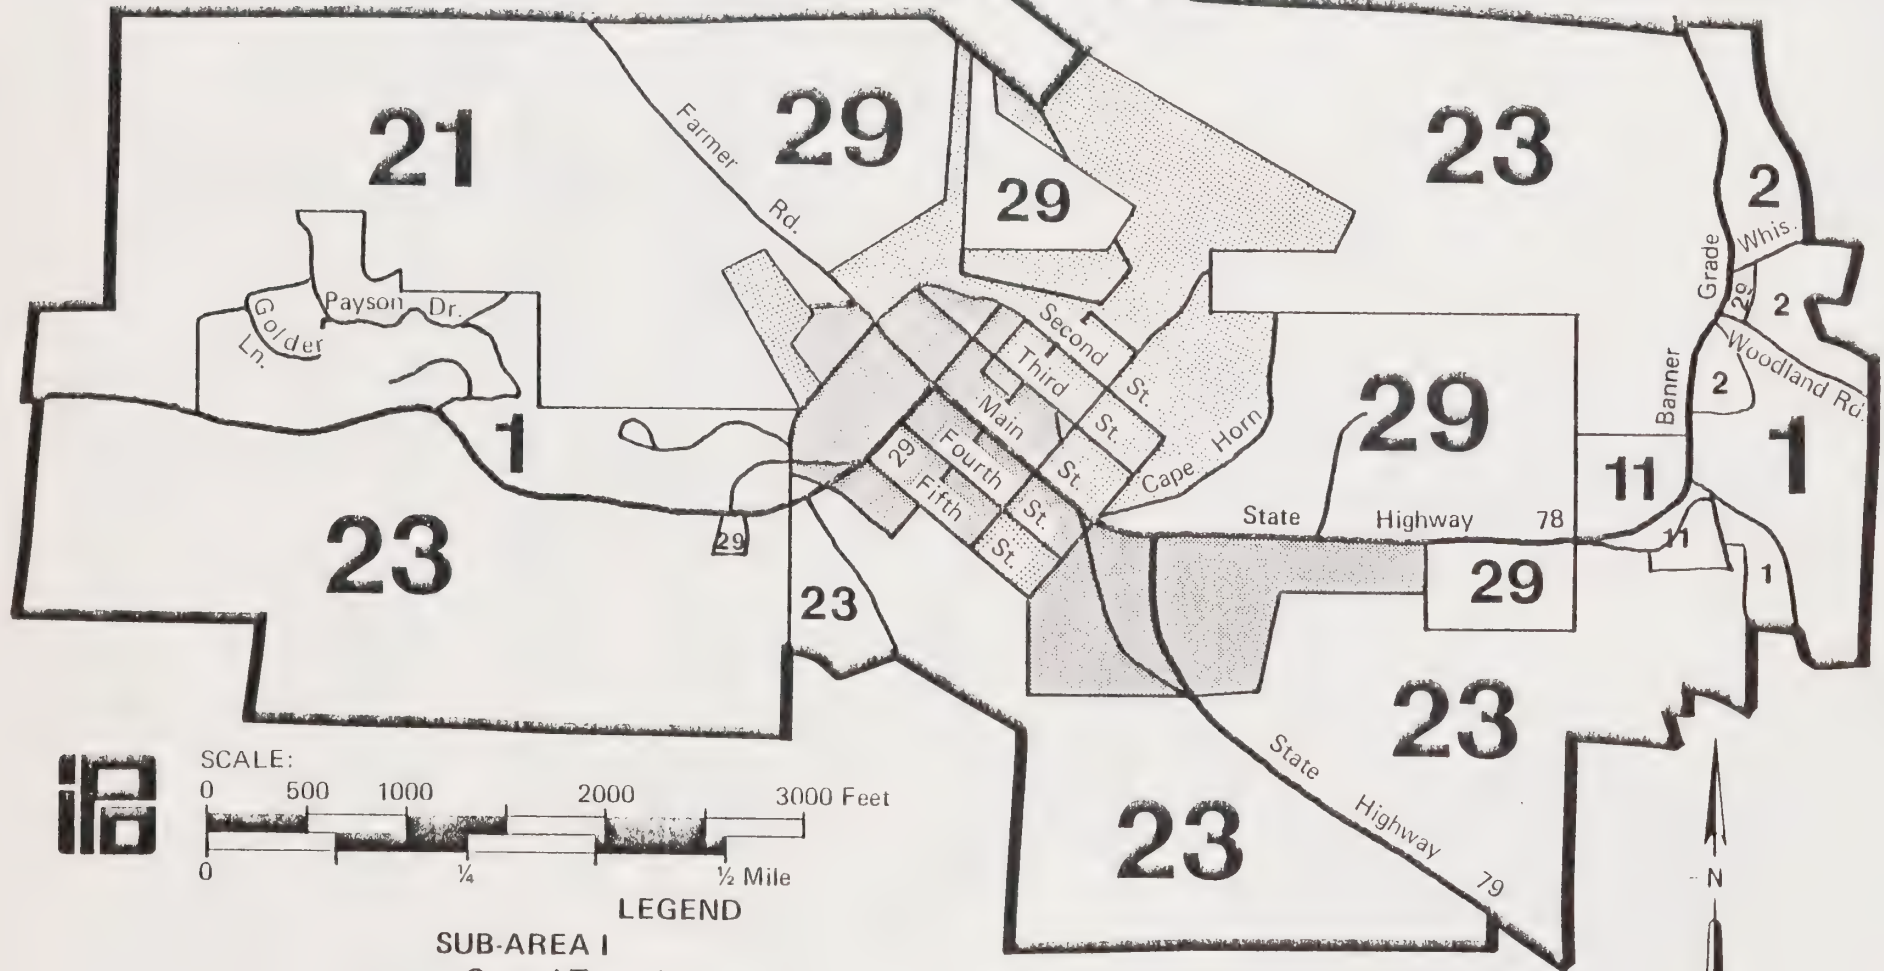 21
29
29
23
2
Farmer
Rd.
Whis.
Grade
29
2
Payson Dr.
Golder
Ln.
Second
St.
Third
St.
Main
St.
Fourth
St.
Fifth
St.
29
Cape Horn
29
Banner
Woodland Rd.
2
1
1
11
State Highway 78
11
1
29
29
23
23
23
State
Highway
79
23
SCALE:
0 500 1000 2000 3000 Feet
0 ¼ ½ Mile
N
LEGEND
SUB-AREA I